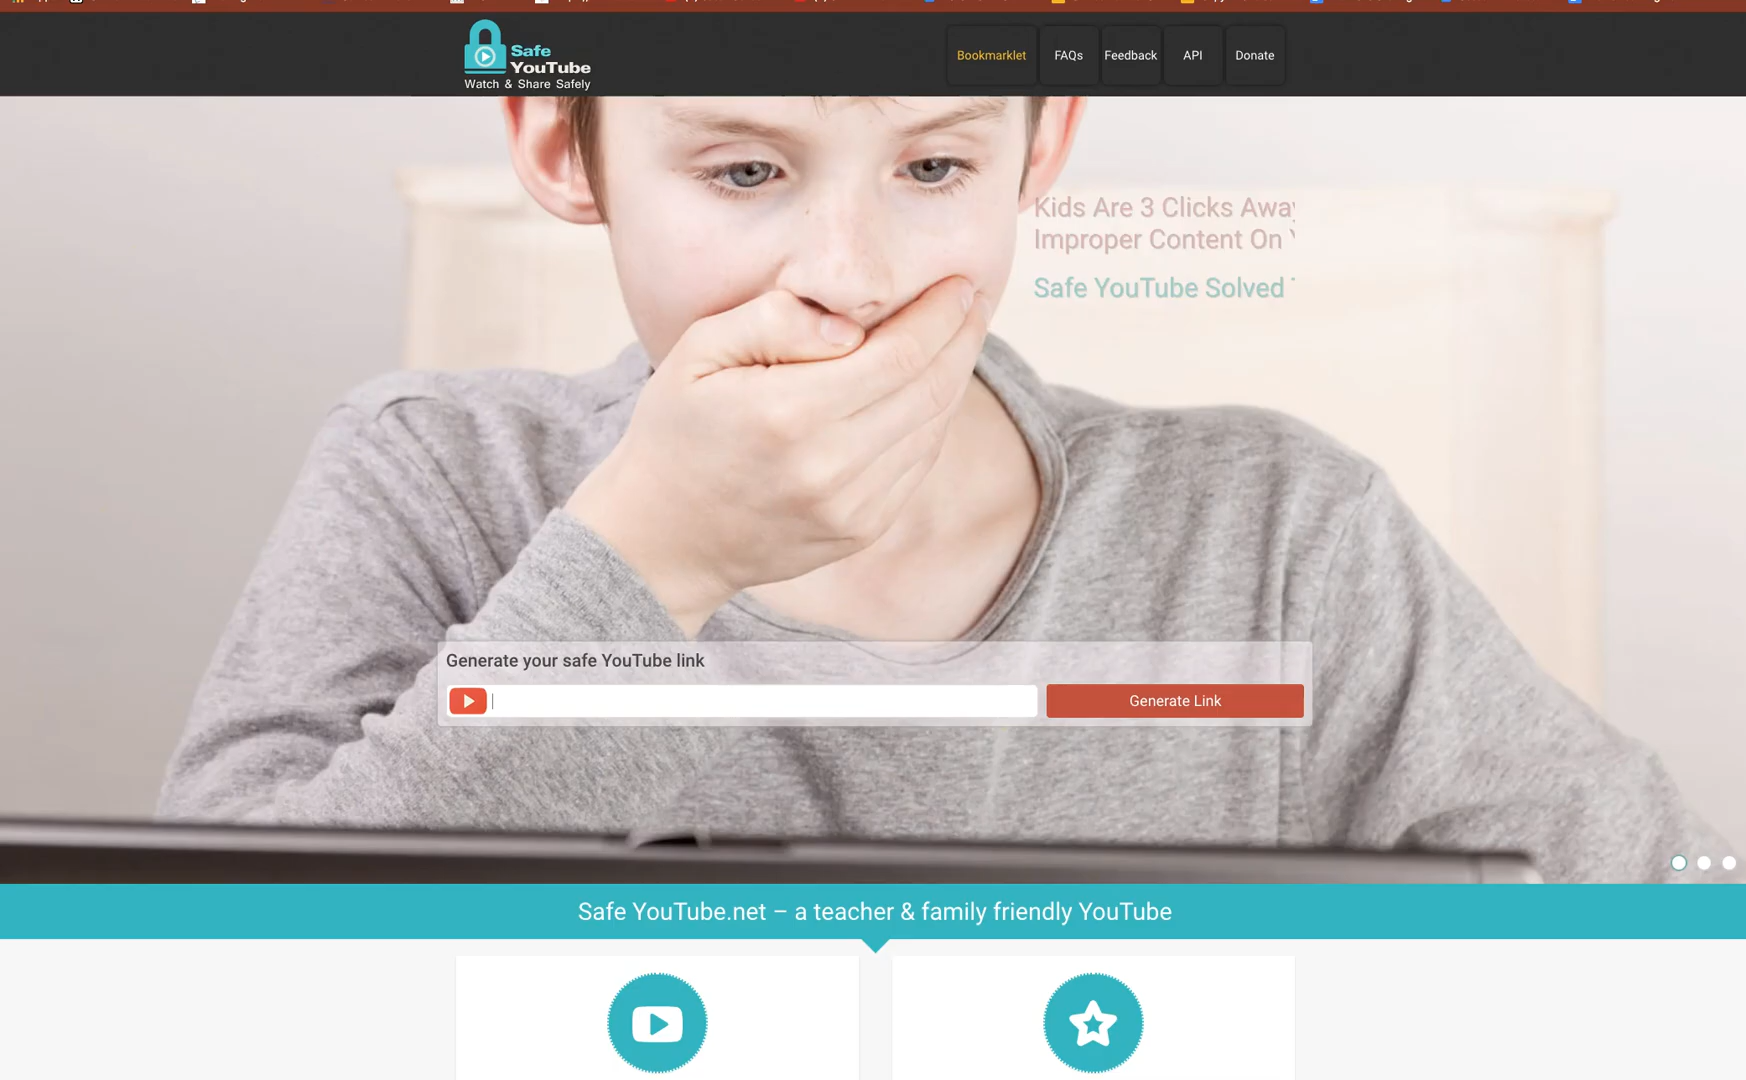 Safe
YouTube
Watch & Share Safely
Bookmarklet
FAQs
Feedback
API
Donate
Kids Are 3 Clicks Away
Improper Content On
Safe YouTube Solved
Generate your safe YouTube link
Generate Link
Safe YouTube.net – a teacher & family friendly YouTube